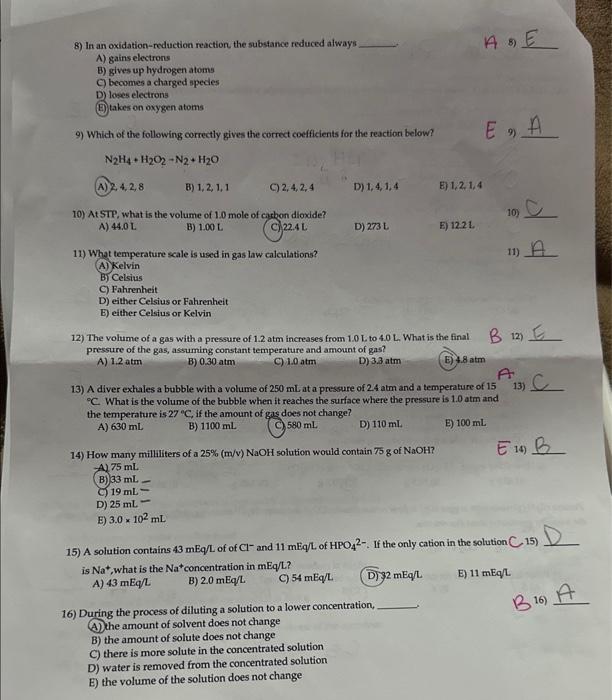 8) In an oxidation-reduction reaction, the substance reduced always ______. A 8) E
A) gains electrons
B) gives up hydrogen atoms
C) becomes a charged species
D) loses electrons
E) takes on oxygen atoms
9) Which of the following correctly gives the correct coefficients for the reaction below? E 9) A
N2H4 + H2O2 → N2 + H2O
A) 2, 4, 2, 8 B) 1, 2, 1, 1 C) 2, 4, 2, 4 D) 1, 4, 1, 4 E) 1, 2, 1, 4
10) At STP, what is the volume of 1.0 mole of carbon dioxide? 10) C
A) 44.0 L B) 1.00 L C) 22.4 L D) 273 L E) 12.2 L
11) What temperature scale is used in gas law calculations? 11) A
A) Kelvin
B) Celsius
C) Fahrenheit
D) either Celsius or Fahrenheit
E) either Celsius or Kelvin
12) The volume of a gas with a pressure of 1.2 atm increases from 1.0 L to 4.0 L. What is the final B 12) E
pressure of the gas, assuming constant temperature and amount of gas?
A) 1.2 atm B) 0.30 atm C) 1.0 atm D) 3.3 atm E) 4.8 atm
13) A diver exhales a bubble with a volume of 250 mL at a pressure of 2.4 atm and a temperature of 15 A 13) C
°C. What is the volume of the bubble when it reaches the surface where the pressure is 1.0 atm and
the temperature is 27 °C, if the amount of gas does not change?
A) 630 mL B) 1100 mL C) 580 mL D) 110 mL E) 100 mL
14) How many milliliters of a 25% (m/v) NaOH solution would contain 75 g of NaOH? E 14) B
A) 75 mL
B) 33 mL
C) 19 mL
D) 25 mL
E) 3.0 × 10² mL
15) A solution contains 43 mEq/L of of Cl⁻ and 11 mEq/L of HPO₄²⁻. If the only cation in the solution C 15) D
is Na⁺, what is the Na⁺concentration in mEq/L?
A) 43 mEq/L B) 2.0 mEq/L C) 54 mEq/L D) 32 mEq/L E) 11 mEq/L
16) During the process of diluting a solution to a lower concentration, ______. B 16) A
A) the amount of solvent does not change
B) the amount of solute does not change
C) there is more solute in the concentrated solution
D) water is removed from the concentrated solution
E) the volume of the solution does not change